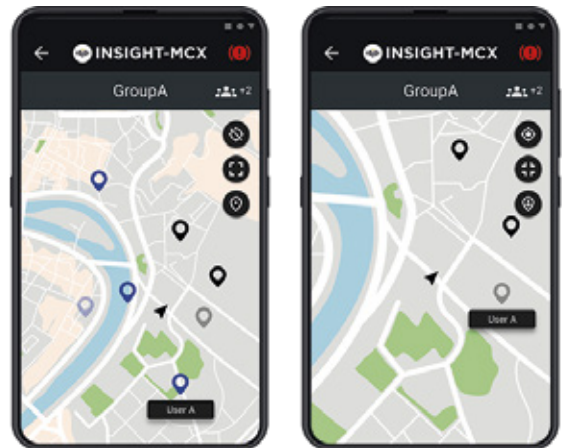 INSIGHT-MCX
GroupA
+2
User A
INSIGHT-MCX
GroupA
+2
User A